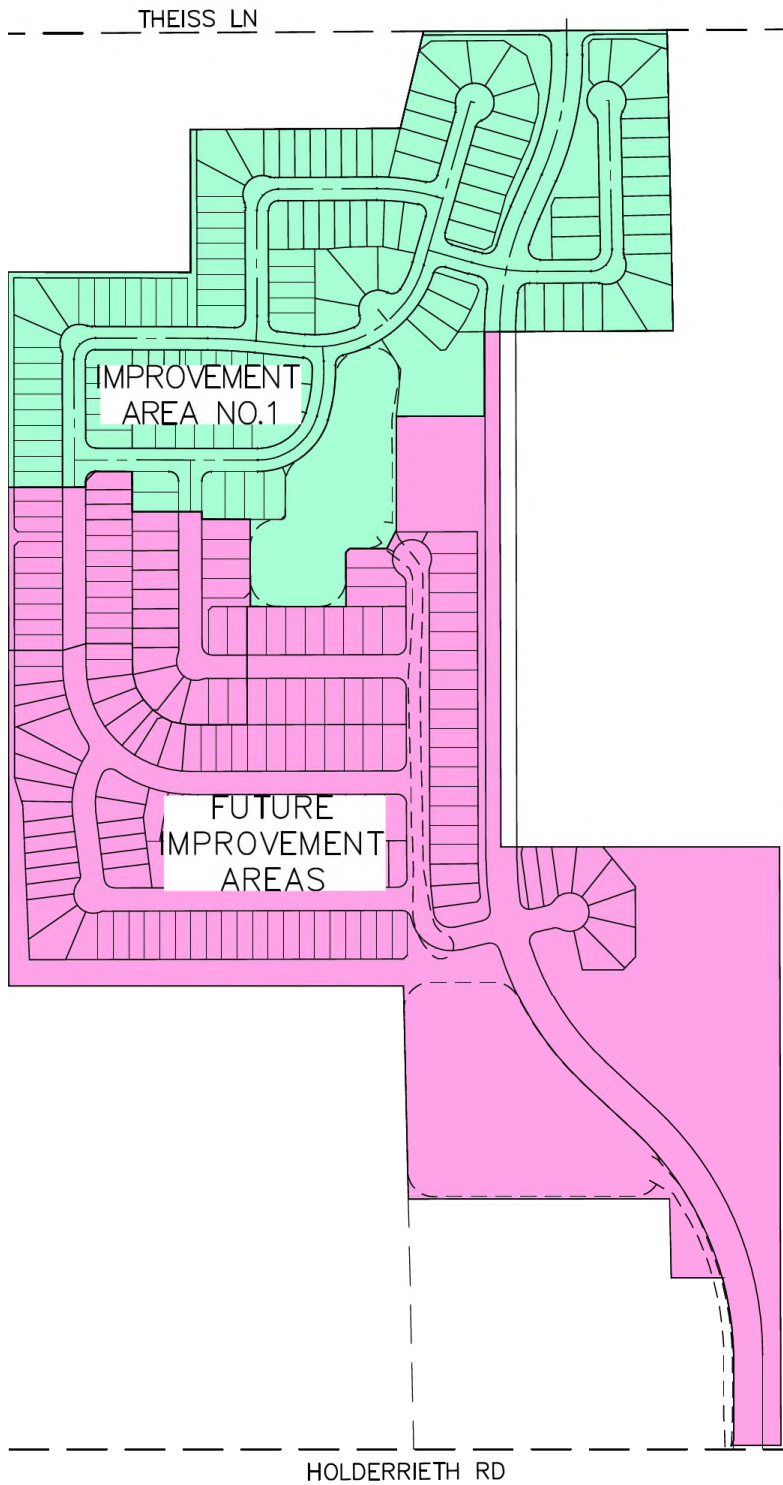 THEISS LN
IMPROVEMENT
AREA NO.1
FUTURE
IMPROVEMENT
AREAS
HOLDERRIETH RD